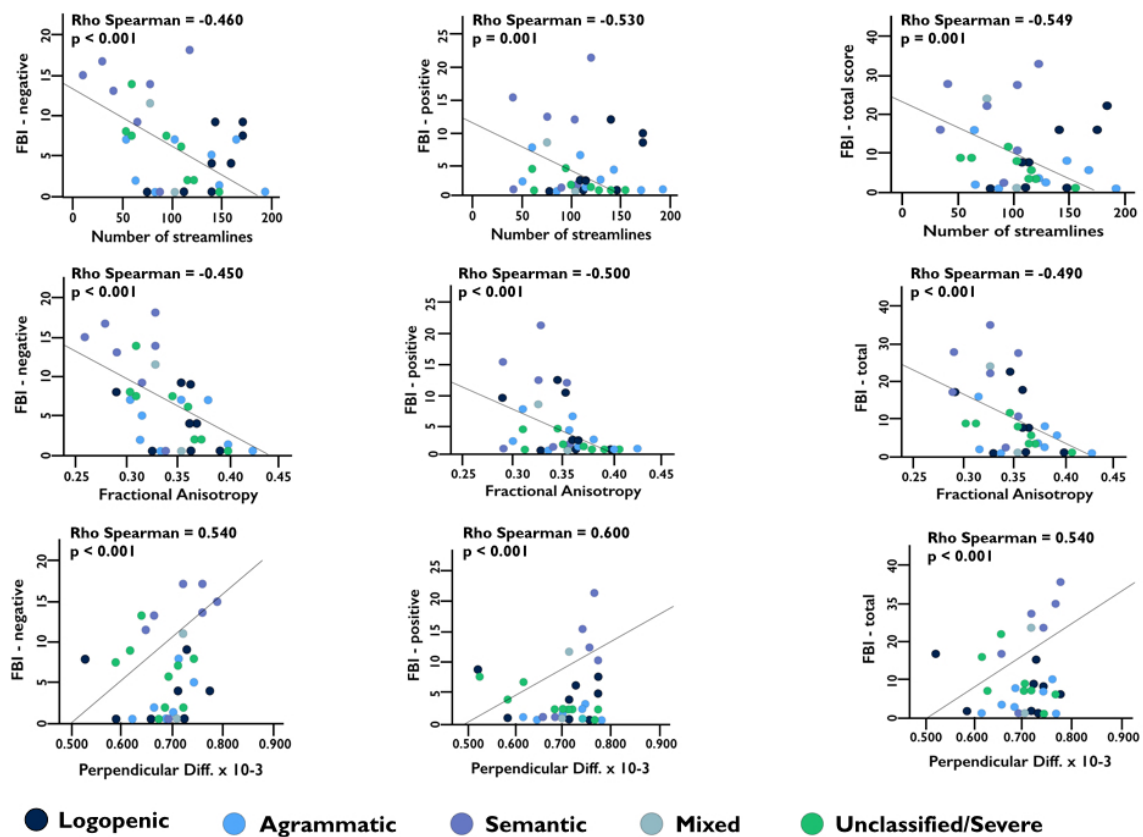 Rho Spearman = -0.460
p < 0.001
FBI - negative
0 5 10 15 20
0 50 100 150 200
Number of streamlines
Rho Spearman = -0.530
p = 0.001
FBI - positive
0 5 10 15 20 25
0 50 100 150 200
Number of streamlines
Rho Spearman = -0.549
p = 0.001
FBI - total score
0 10 20 30 40
0 50 100 150 200
Number of streamlines
Rho Spearman = -0.450
p < 0.001
FBI - negative
0 5 10 15 20
0.25 0.30 0.35 0.40 0.45
Fractional Anisotropy
Rho Spearman = -0.500
p < 0.001
FBI - positive
0 5 10 15 20 25
0.25 0.30 0.35 0.40 0.45
Fractional Anisotropy
Rho Spearman = -0.490
p < 0.001
FBI - total
0 10 20 30 40
0.25 0.30 0.35 0.40 0.45
Fractional Anisotropy
Rho Spearman = 0.540
p < 0.001
FBI - negative
0 5 10 15 20
0.500 0.600 0.700 0.800 0.900
Perpendicular Diff. x 10-3
Rho Spearman = 0.600
p < 0.001
FBI - positive
0 5 10 15 20 25
0.500 0.600 0.700 0.800 0.900
Perpendicular Diff. x 10-3
Rho Spearman = 0.540
p < 0.001
FBI - total
0 10 20 35 35
0.500 0.600 0.700 0.800 0.900
Perpendicular Diff. x 10-3
Logopenic Agrammatic Semantic Mixed Unclassified/Severe